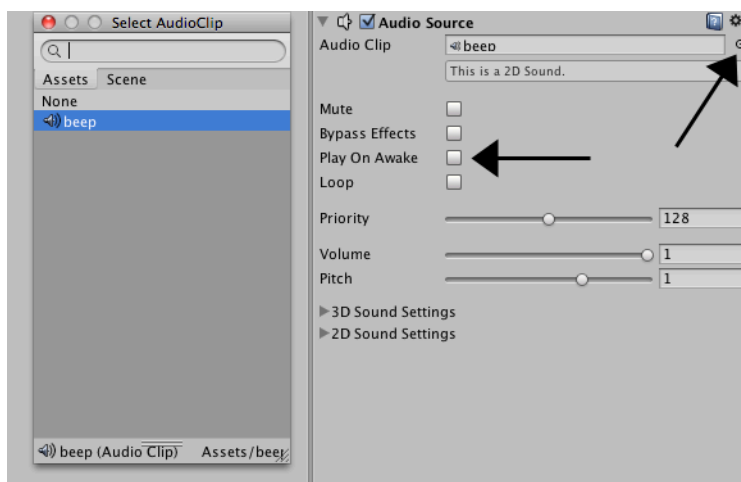 Select AudioClip
Assets Scene
None
beep
beep (Audio Clip) Assets/beep
Audio Source
Audio Clip beep
This is a 2D Sound.
Mute
Bypass Effects
Play On Awake
Loop
Priority 128
Volume 1
Pitch 1
3D Sound Settings
2D Sound Settings